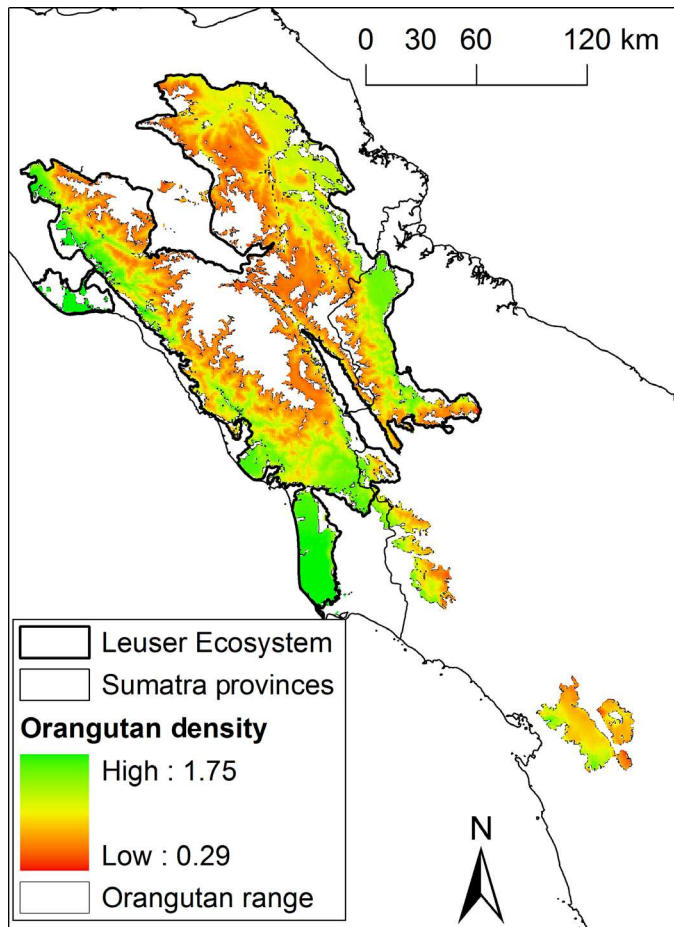 0 30 60 120 km
Leuser Ecosystem
Sumatra provinces
Orangutan density
High : 1.75
Low : 0.29
Orangutan range
N